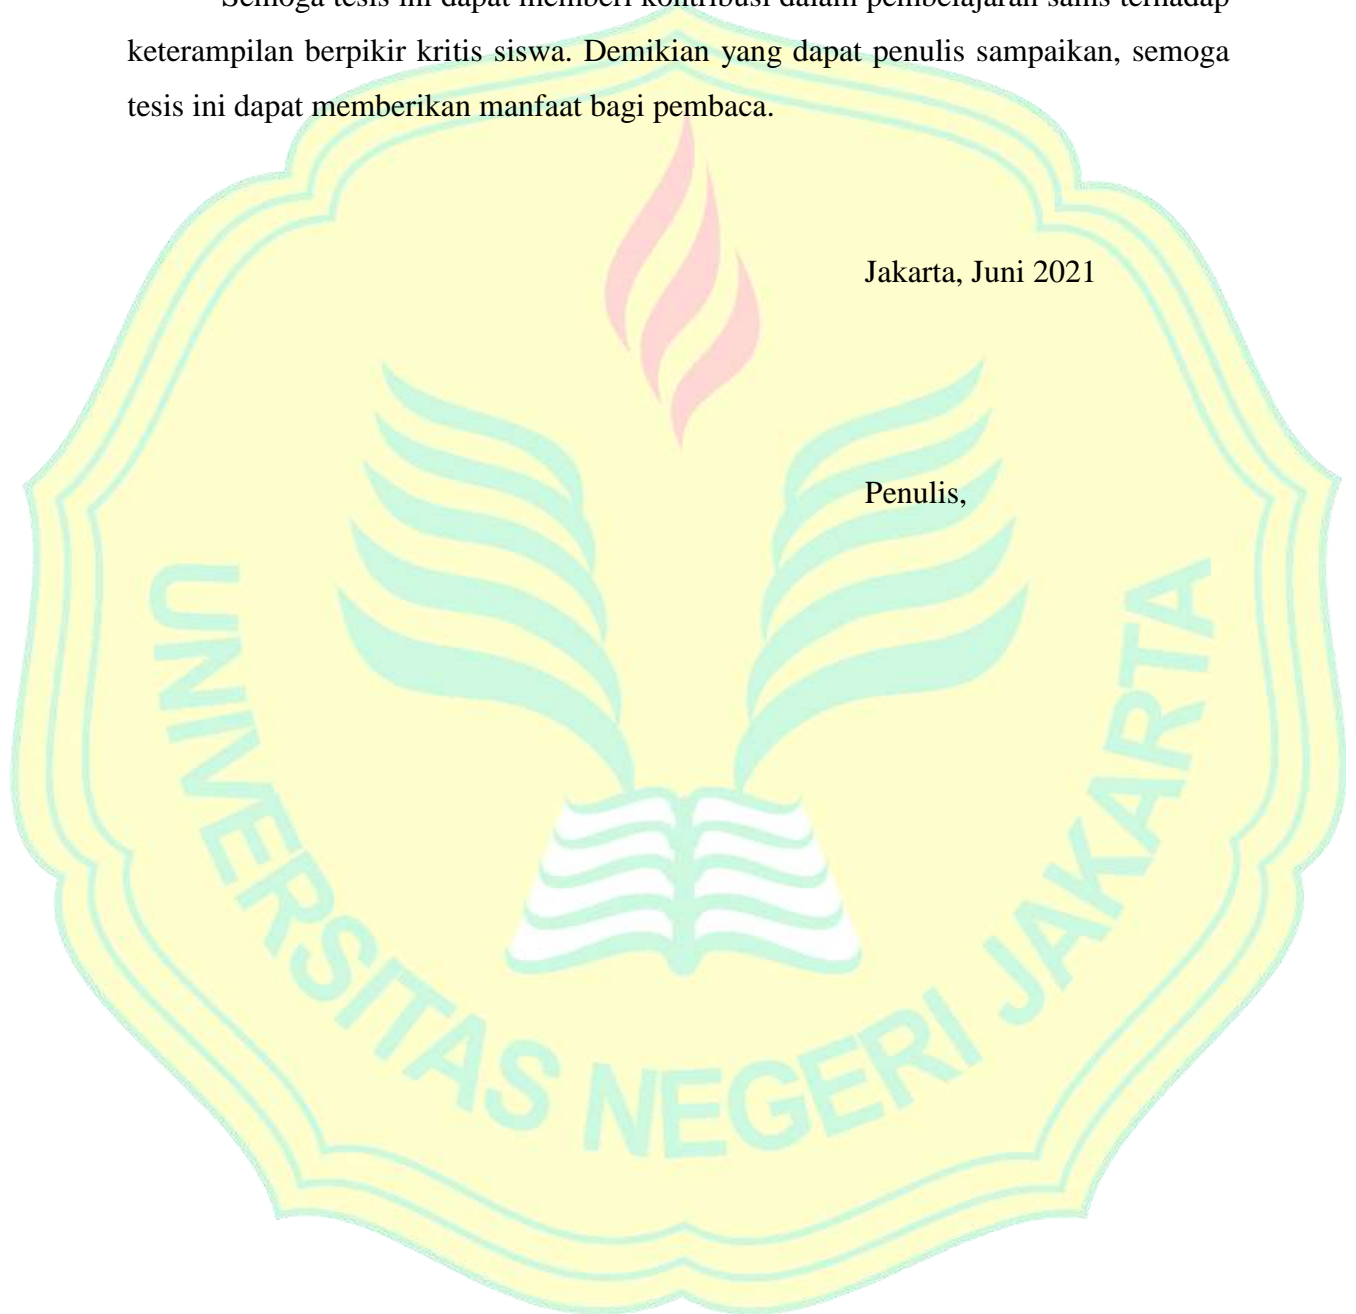 Semoga tesis ini dapat memberi kontribusi dalam pembelajaran sains terhadap
keterampilan berpikir kritis siswa. Demikian yang dapat penulis sampaikan, semoga
tesis ini dapat memberikan manfaat bagi pembaca.
Jakarta, Juni 2021
Penulis,
UNIVERSITAS NEGERI JAKARTA